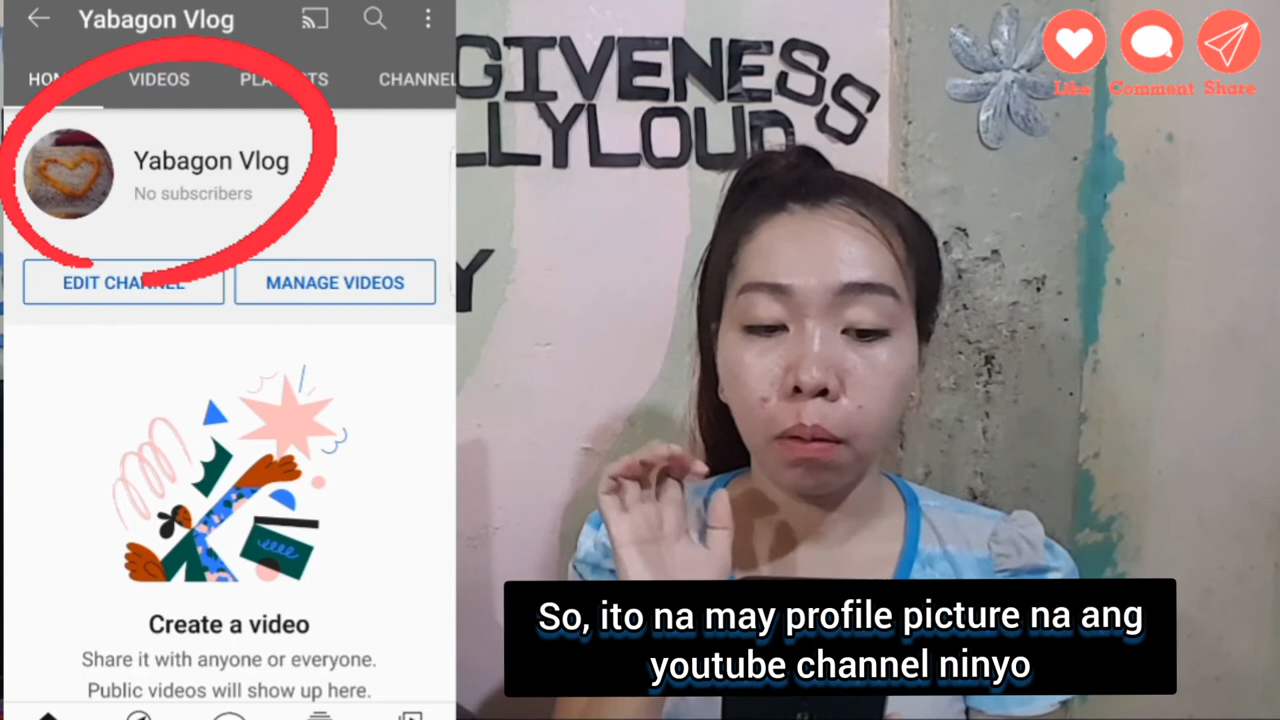 Yabagon Vlog
VIDEOS
CHANNEL
Yabagon Vlog
No subscribers
MANAGE VIDEOS
Create a video
Share it with anyone or everyone.
Public videos will show up here.
GIVENESS
LLYLOUD
Y
Like Comment Share
So, ito na may profile picture na ang
youtube channel ninyo